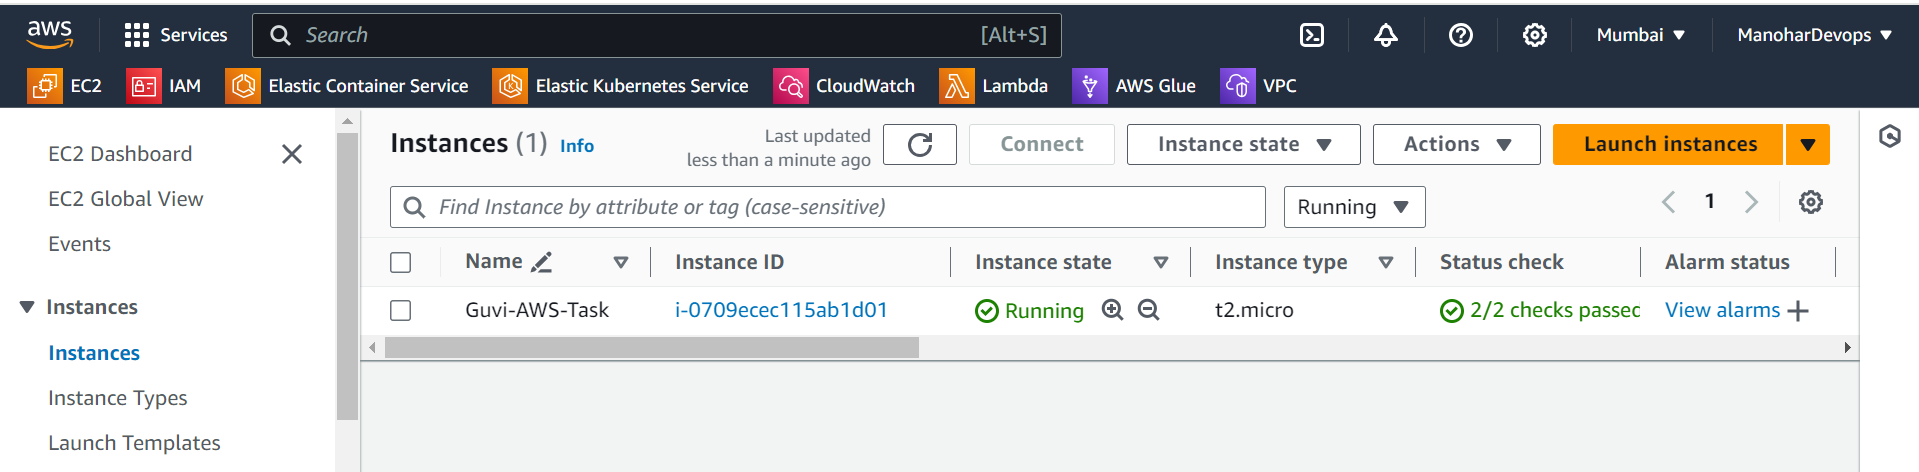 aws Services Search [Alt+S] Mumbai ManoharDevops
EC2 IAM Elastic Container Service Elastic Kubernetes Service CloudWatch Lambda AWS Glue VPC
EC2 Dashboard
EC2 Global View
Events
Instances
Instances
Instance Types
Launch Templates
Instances (1) Info
Last updated
less than a minute ago
Connect Instance state Actions Launch instances
Find Instance by attribute or tag (case-sensitive) Running 1
Name Instance ID Instance state Instance type Status check Alarm status
Guvi-AWS-Task i-0709ecec115ab1d01 Running t2.micro 2/2 checks passed View alarms